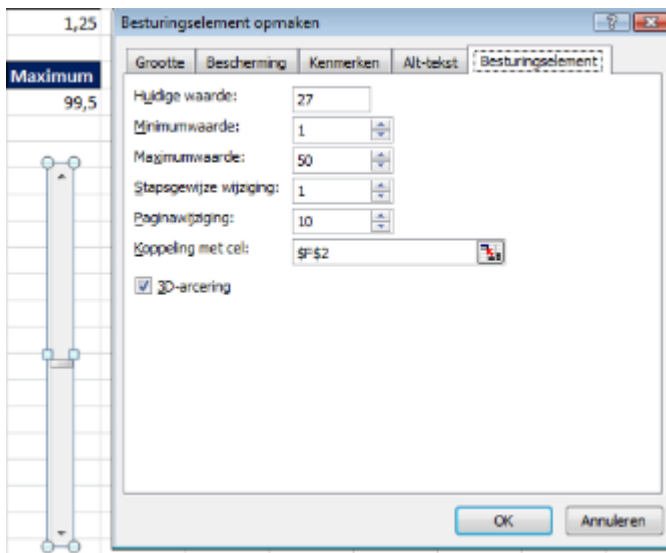 1,25
Maximum
99,5
Besturingselement opmaken
Grootte Bescherming Kenmerken Alt-tekst Besturingselement
Huidige waarde: 27
Minimumwaarde: 1
Maximumwaarde: 50
Stapsgewijze wijziging: 1
Paginawijziging: 10
Koppeling met cel: $F$2
3D-arcering
OK Annuleren